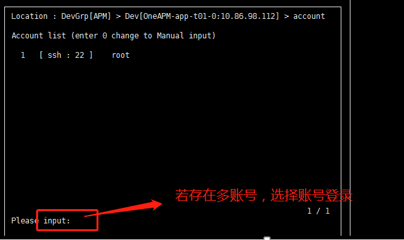 Location : DevGrp[APM] > Dev[OneAPM-app-t01-0:10.86.98.112] > account
Account list (enter 0 change to Manual input)
1 [ ssh : 22 ] root
若存在多账号，选择账号登录
1 / 1
Please input: